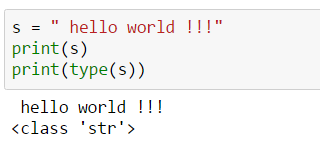 s = " hello world !!!"
print(s)
print(type(s))
 hello world !!!
<class 'str'>